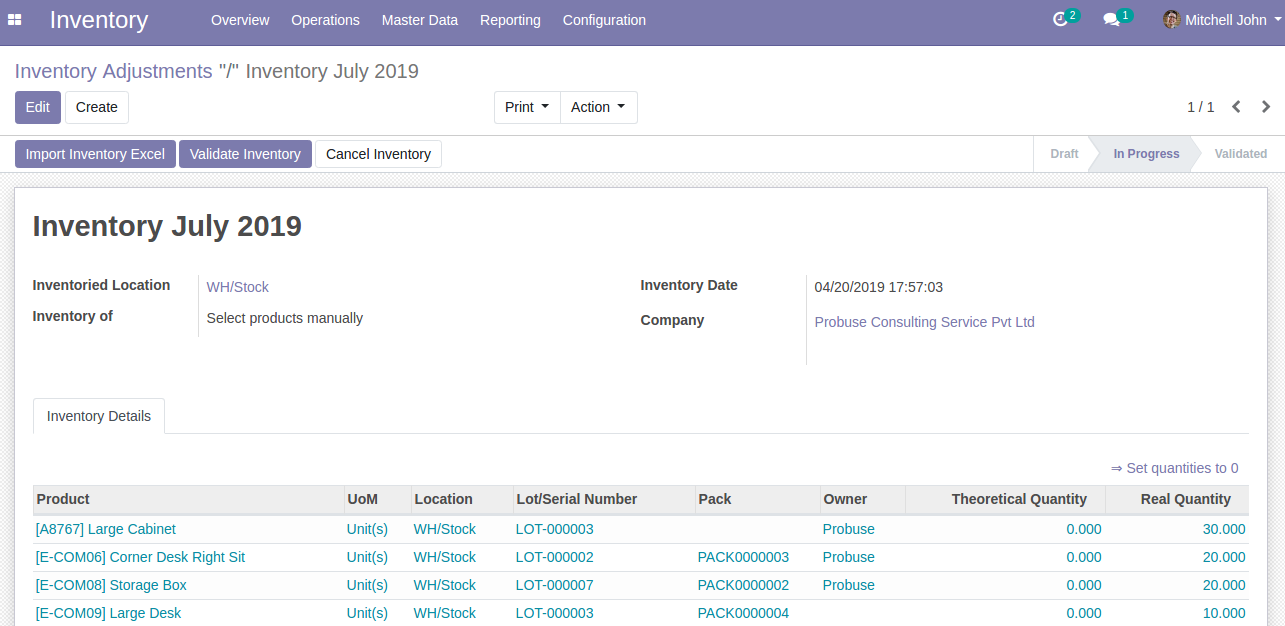 Inventory Overview Operations Master Data Reporting Configuration 2 1 Mitchell John
Inventory Adjustments "/" Inventory July 2019
Edit Create Print Action 1 / 1
Import Inventory Excel Validate Inventory Cancel Inventory Draft In Progress Validated
Inventory July 2019
Inventoried Location WH/Stock Inventory Date 04/20/2019 17:57:03
Inventory of Select products manually Company Probuse Consulting Service Pvt Ltd
Inventory Details
⇒ Set quantities to 0
Product UoM Location Lot/Serial Number Pack Owner Theoretical Quantity Real Quantity
[A8767] Large Cabinet Unit(s) WH/Stock LOT-000003 Probuse 0.000 30.000
[E-COM06] Corner Desk Right Sit Unit(s) WH/Stock LOT-000002 PACK0000003 Probuse 0.000 20.000
[E-COM08] Storage Box Unit(s) WH/Stock LOT-000007 PACK0000002 Probuse 0.000 20.000
[E-COM09] Large Desk Unit(s) WH/Stock LOT-000003 PACK0000004 0.000 10.000